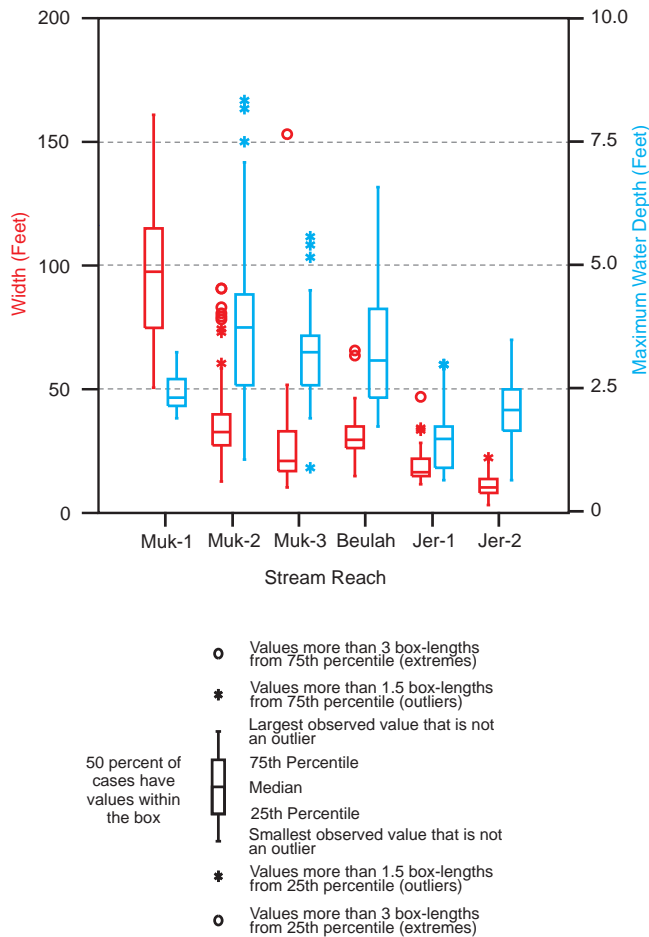 200
150
100
50
0
Width (Feet)
10.0
7.5
5.0
2.5
0
Maximum Water Depth (Feet)
Muk-1 Muk-2 Muk-3 Beulah Jer-1 Jer-2
Stream Reach
Values more than 3 box-lengths
from 75th percentile (extremes)
Values more than 1.5 box-lengths
from 75th percentile (outliers)
Largest observed value that is not
an outlier
50 percent of
cases have
values within
the box
75th Percentile
Median
25th Percentile
Smallest observed value that is not
an outlier
Values more than 1.5 box-lengths
from 25th percentile (outliers)
Values more than 3 box-lengths
from 25th percentile (extremes)